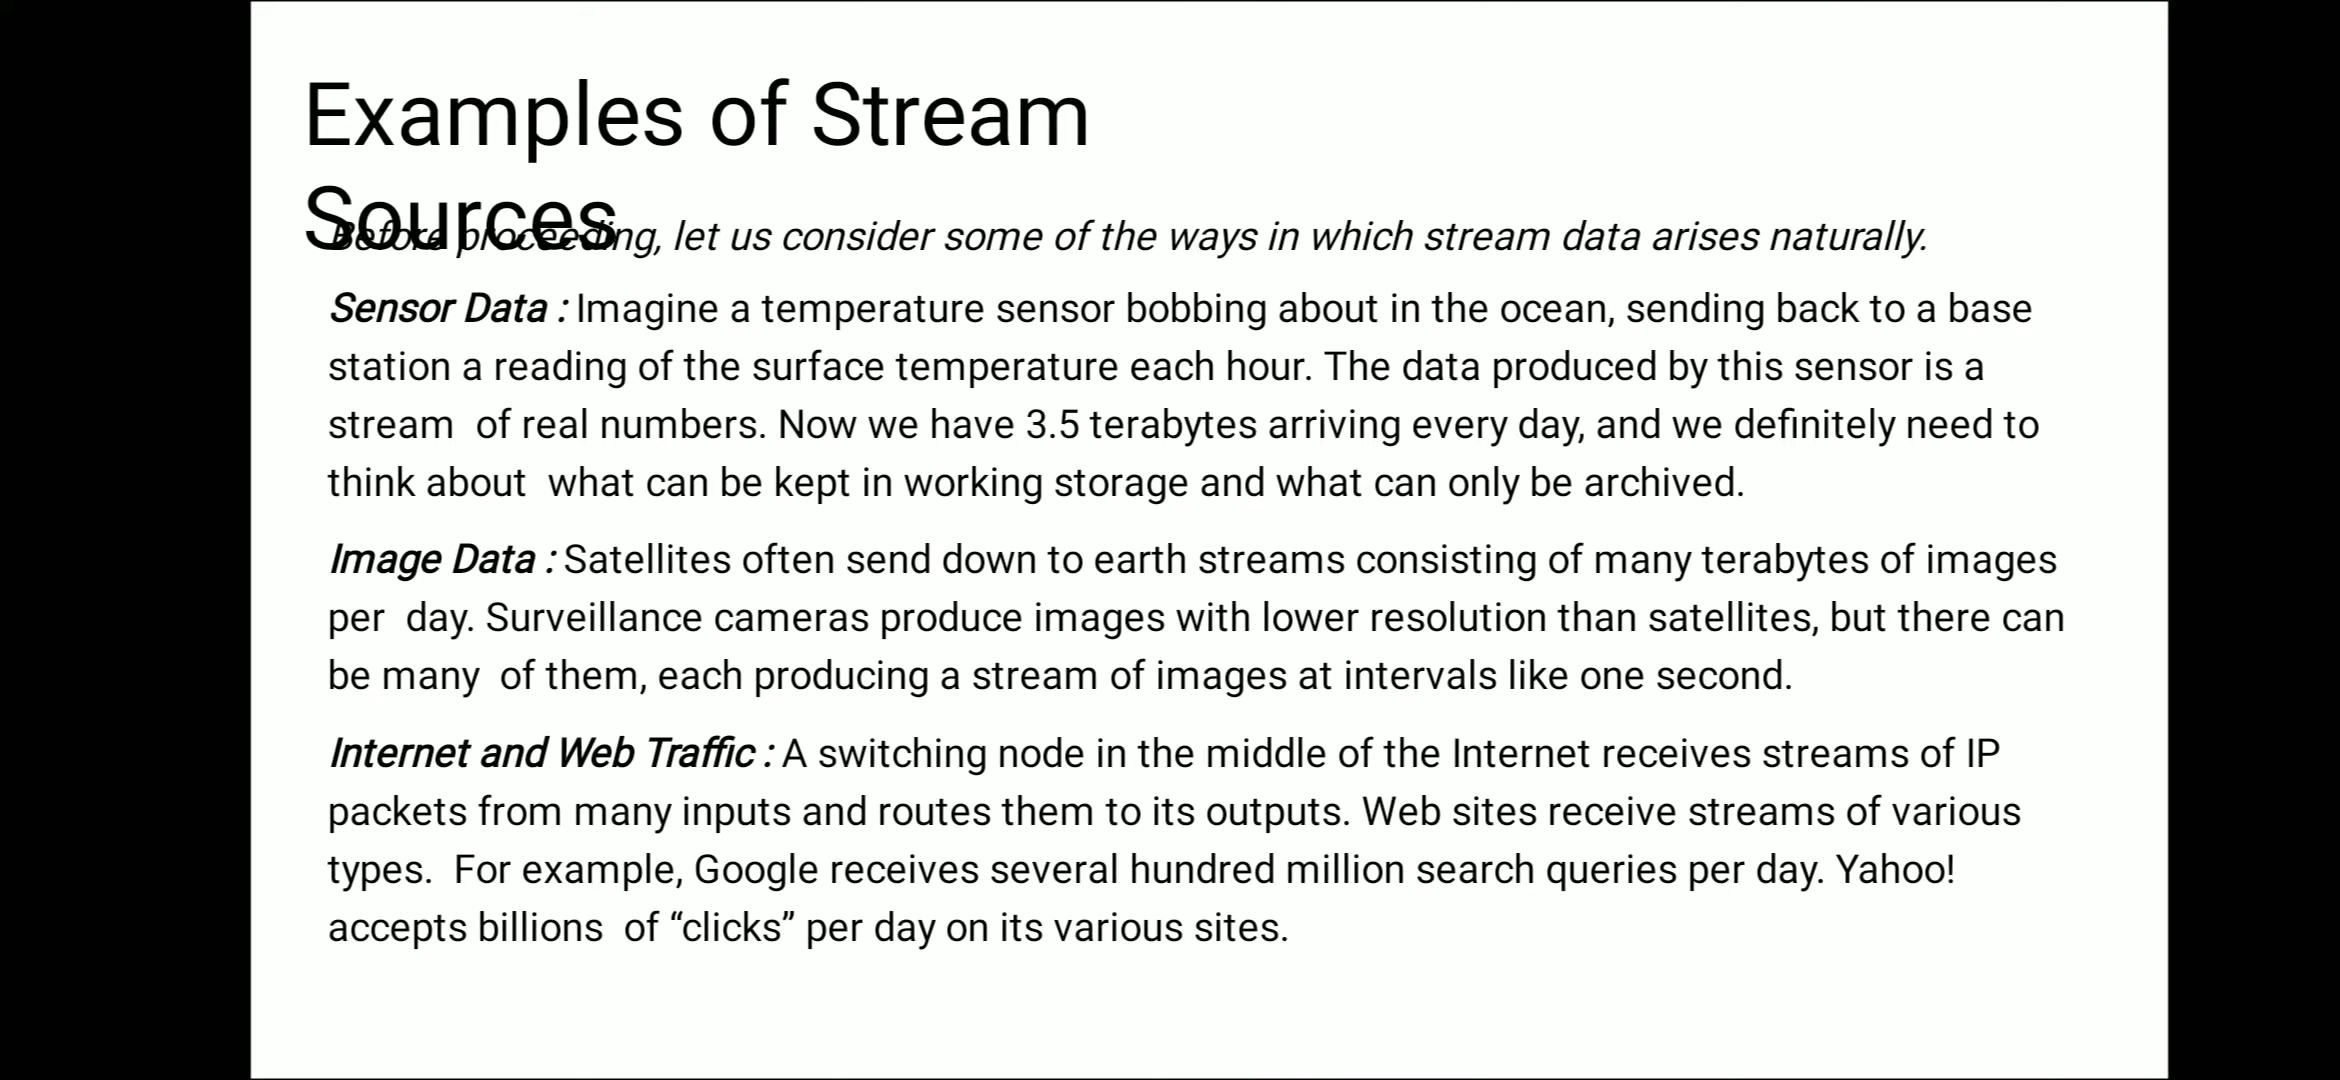 Examples of Stream
Sources
Before proceeding, let us consider some of the ways in which stream data arises naturally.
Sensor Data : Imagine a temperature sensor bobbing about in the ocean, sending back to a base
station a reading of the surface temperature each hour. The data produced by this sensor is a
stream  of real numbers. Now we have 3.5 terabytes arriving every day, and we definitely need to
think about  what can be kept in working storage and what can only be archived.
Image Data : Satellites often send down to earth streams consisting of many terabytes of images
per  day. Surveillance cameras produce images with lower resolution than satellites, but there can
be many  of them, each producing a stream of images at intervals like one second.
Internet and Web Traffic : A switching node in the middle of the Internet receives streams of IP
packets from many inputs and routes them to its outputs. Web sites receive streams of various
types.  For example, Google receives several hundred million search queries per day. Yahoo!
accepts billions  of “clicks” per day on its various sites.